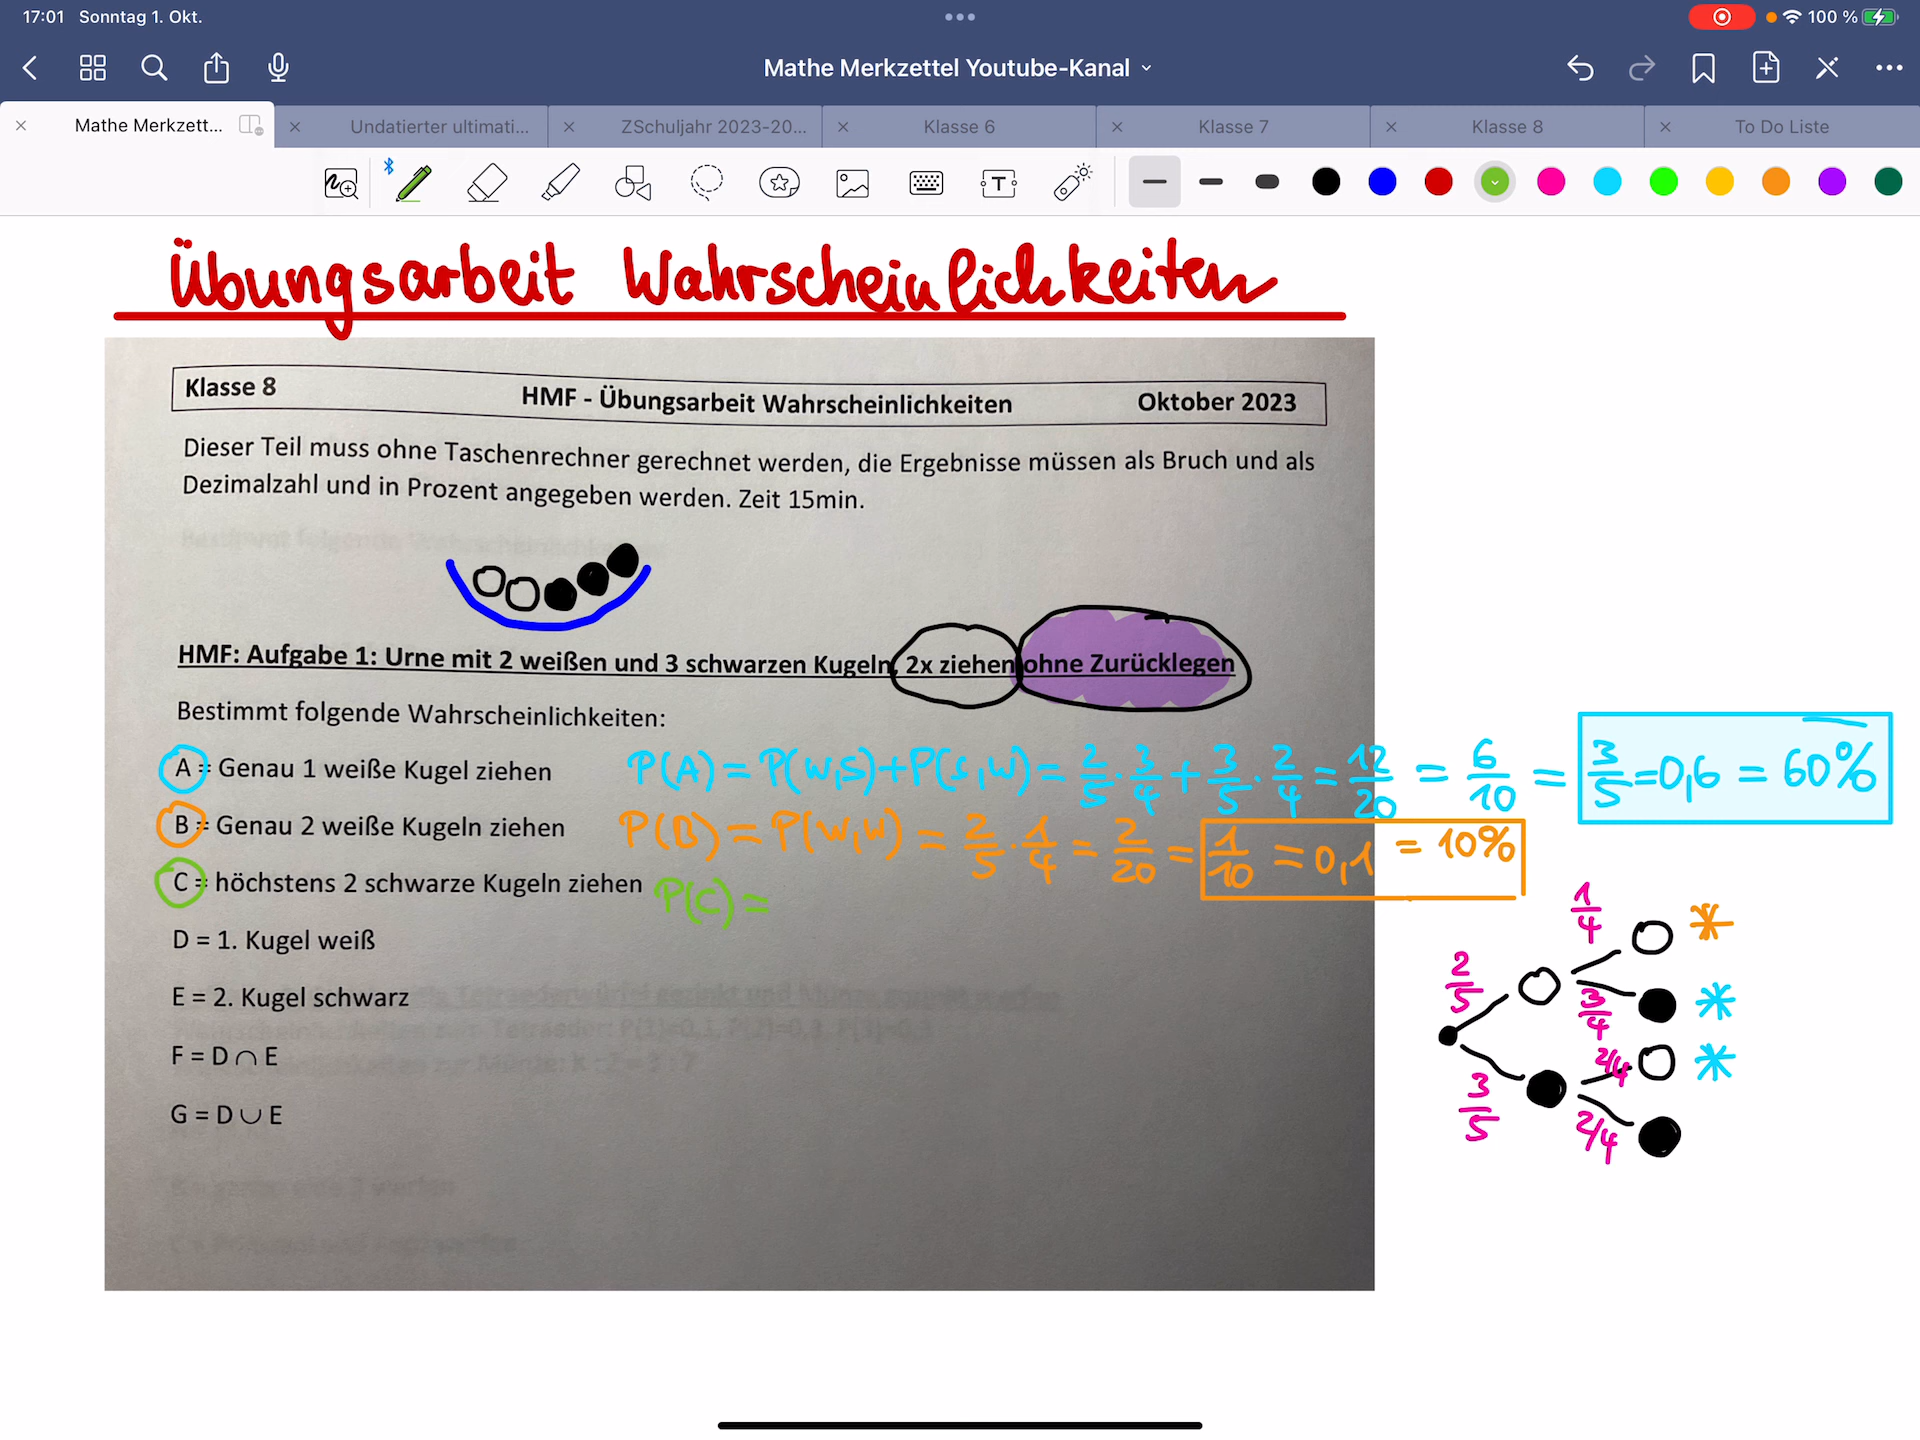 17:01 Sonntag 1. Okt.
100 %
Mathe Merkzettel Youtube-Kanal
Mathe Merkzett...
Undatierter ultimati...
ZSchuljahr 2023-20...
Klasse 6
Klasse 7
Klasse 8
To Do Liste
Übungsarbeit Wahrscheinlichkeiten
Klasse 8 HMF - Übungsarbeit Wahrscheinlichkeiten Oktober 2023
Dieser Teil muss ohne Taschenrechner gerechnet werden, die Ergebnisse müssen als Bruch und als
Dezimalzahl und in Prozent angegeben werden. Zeit 15min.
HMF: Aufgabe 1: Urne mit 2 weißen und 3 schwarzen Kugeln, 2x ziehen ohne Zurücklegen
Bestimmt folgende Wahrscheinlichkeiten:
A = Genau 1 weiße Kugel ziehen P(A) = P(w,s)+P(s,w) = 2/5 · 3/4 + 3/5 · 2/4 = 12/20 = 6/10 = 3/5 = 0,6 = 60%
B = Genau 2 weiße Kugeln ziehen P(B) = P(w,w) = 2/5 · 1/4 = 2/20 = 1/10 = 0,1 = 10%
C = höchstens 2 schwarze Kugeln ziehen P(C) =
D = 1. Kugel weiß
E = 2. Kugel schwarz
F = D ∩ E
G = D ∪ E
1/4
2/5
3/4
2/4
3/5
2/4